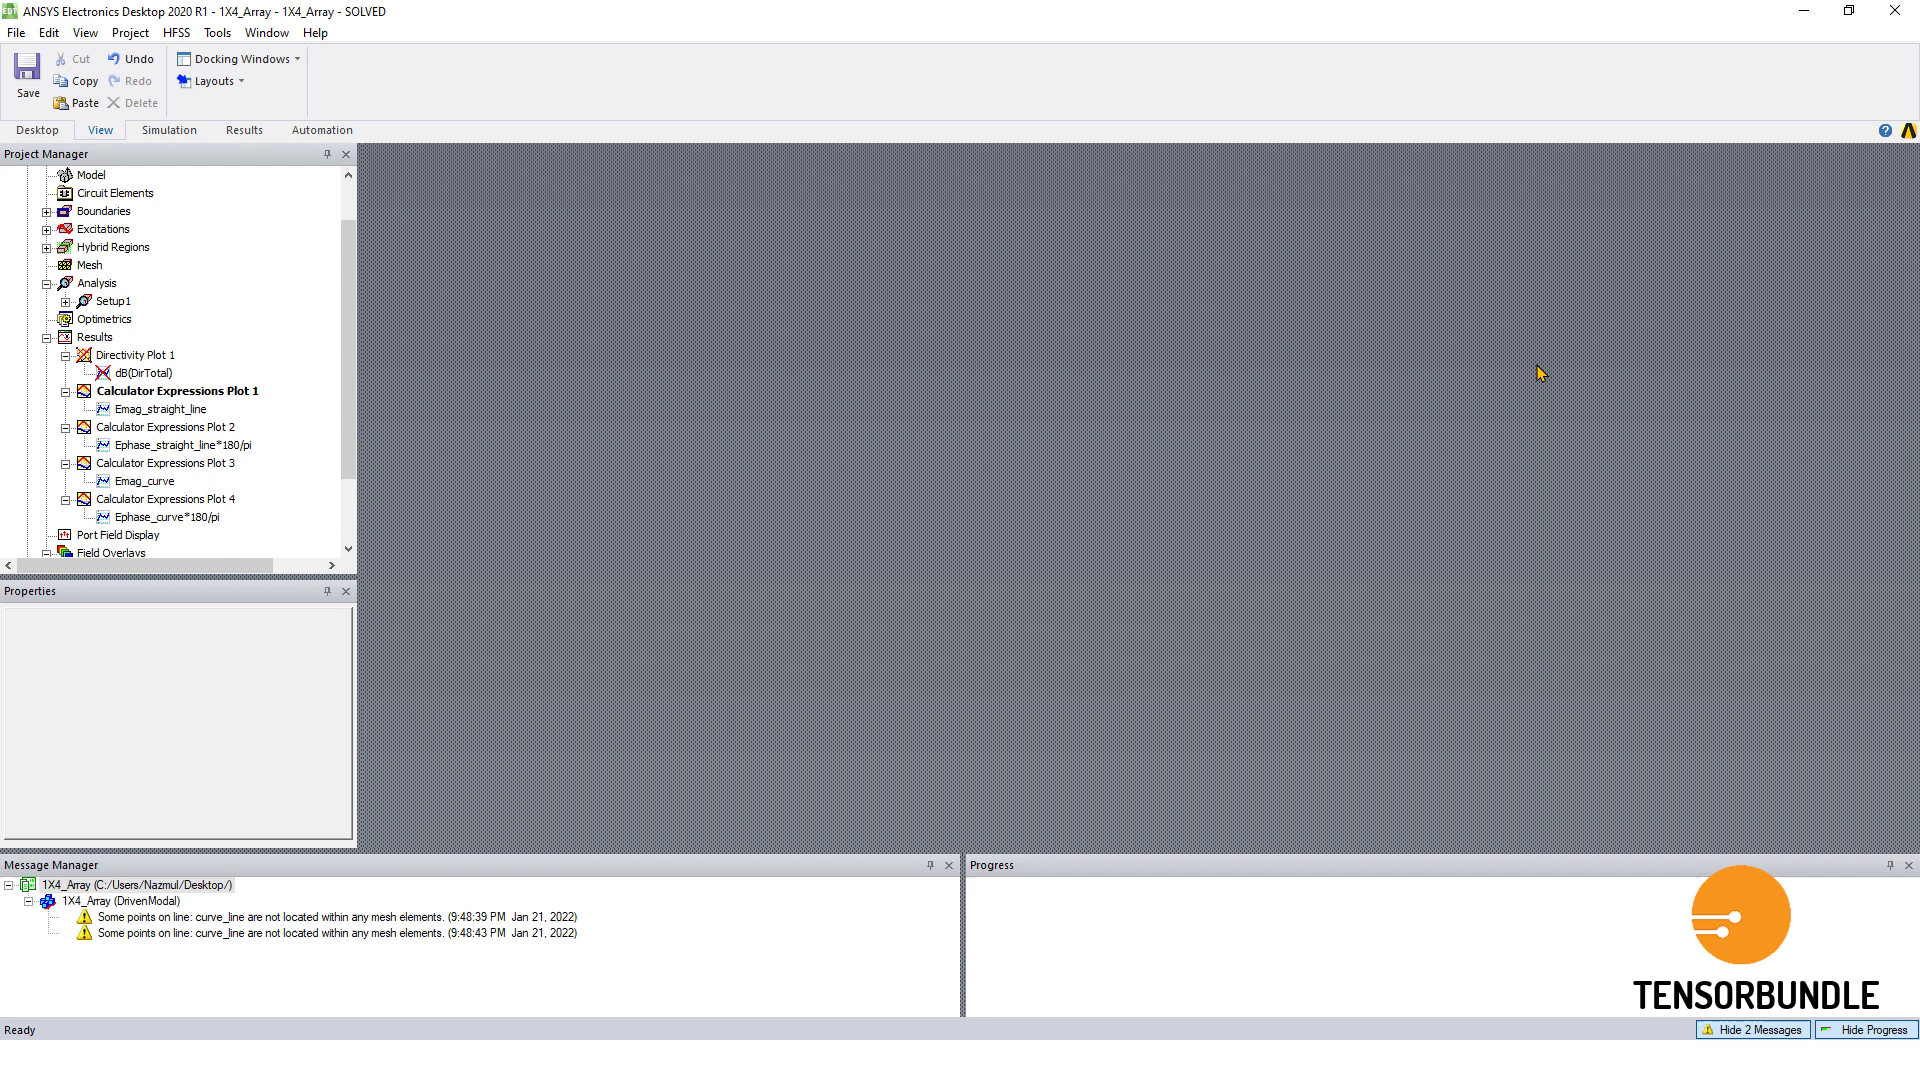 ANSYS Electronics Desktop 2020 R1 - 1X4_Array - 1X4_Array - SOLVED
File Edit View Project HFSS Tools Window Help
Save
Cut
Copy
Paste
Undo
Redo
Delete
Docking Windows
Layouts
Desktop View Simulation Results Automation
Project Manager
Model
Circuit Elements
Boundaries
Excitations
Hybrid Regions
Mesh
Analysis
Setup1
Optimetrics
Results
Directivity Plot 1
dB(DirTotal)
Calculator Expressions Plot 1
Emag_straight_line
Calculator Expressions Plot 2
Ephase_straight_line*180/pi
Calculator Expressions Plot 3
Emag_curve
Calculator Expressions Plot 4
Ephase_curve*180/pi
Port Field Display
Field Overlays
Properties
Message Manager
1X4_Array (C:/Users/Nazmul/Desktop/)
1X4_Array (DrivenModal)
Some points on line: curve_line are not located within any mesh elements. (9:48:39 PM Jan 21, 2022)
Some points on line: curve_line are not located within any mesh elements. (9:48:43 PM Jan 21, 2022)
Progress
TENSORBUNDLE
Ready
Hide 2 Messages
Hide Progress